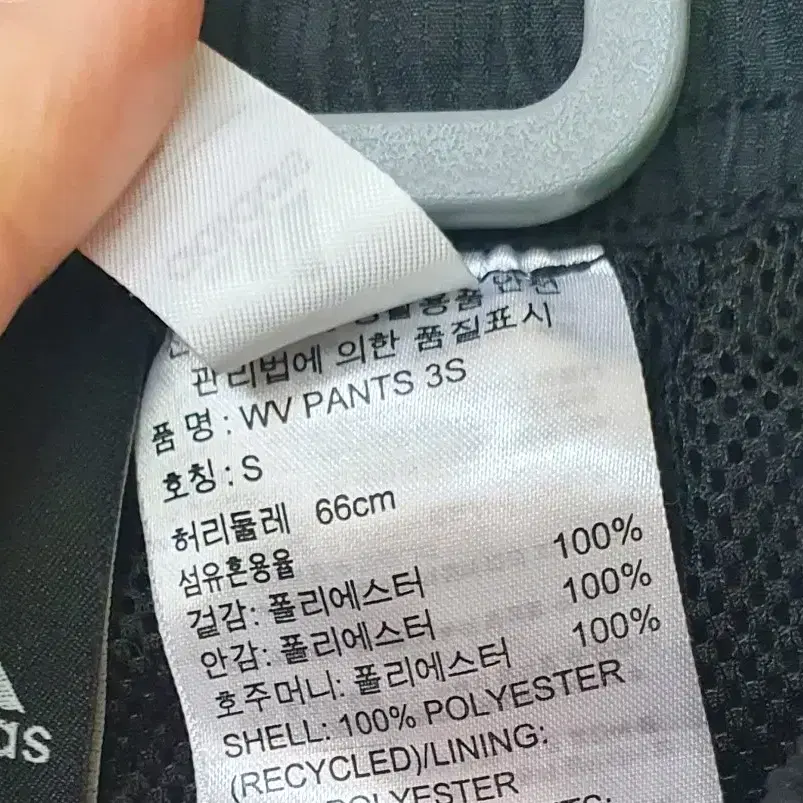 관리법에 의한 품질표시
품 명 : WV PANTS 3S
호칭 : S
허리둘레 66cm
섬유혼용율
겉감: 폴리에스터 100%
안감: 폴리에스터 100%
호주머니: 폴리에스터 100%
SHELL: 100% POLYESTER
(RECYCLED)/LINING:
POLYESTER